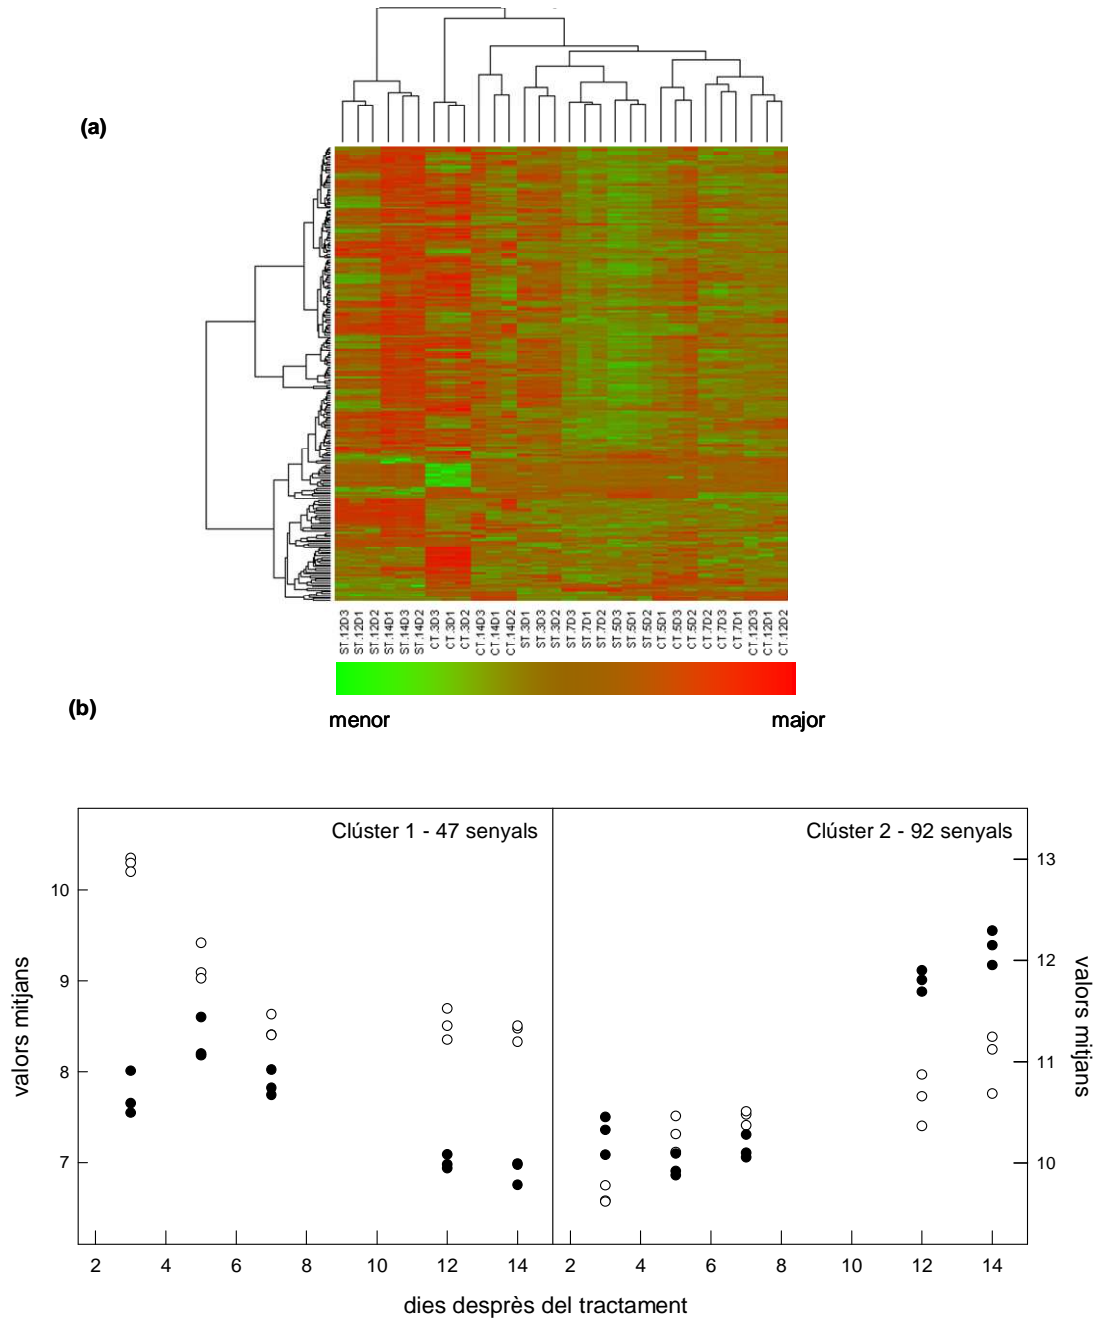 (a)
ST.12D3
ST.12D1
ST.12D2
ST.14D1
ST.14D3
ST.14D2
CT.3D3
CT.3D1
CT.3D2
CT.14D3
CT.14D1
CT.14D2
ST.3D1
ST.3D3
ST.3D2
ST.7D3
ST.7D1
ST.7D2
ST.5D3
ST.5D1
ST.5D2
CT.5D1
CT.5D3
CT.5D2
CT.7D2
CT.7D3
CT.7D1
CT.12D3
CT.12D1
CT.12D2
menor major
(b)
Clúster 1 - 47 senyals
Clúster 2 - 92 senyals
valors mitjans
10
9
8
7
13
12
11
10
valors mitjans
2 4 6 8 10 12 14 2 4 6 8 10 12 14
dies desprès del tractament